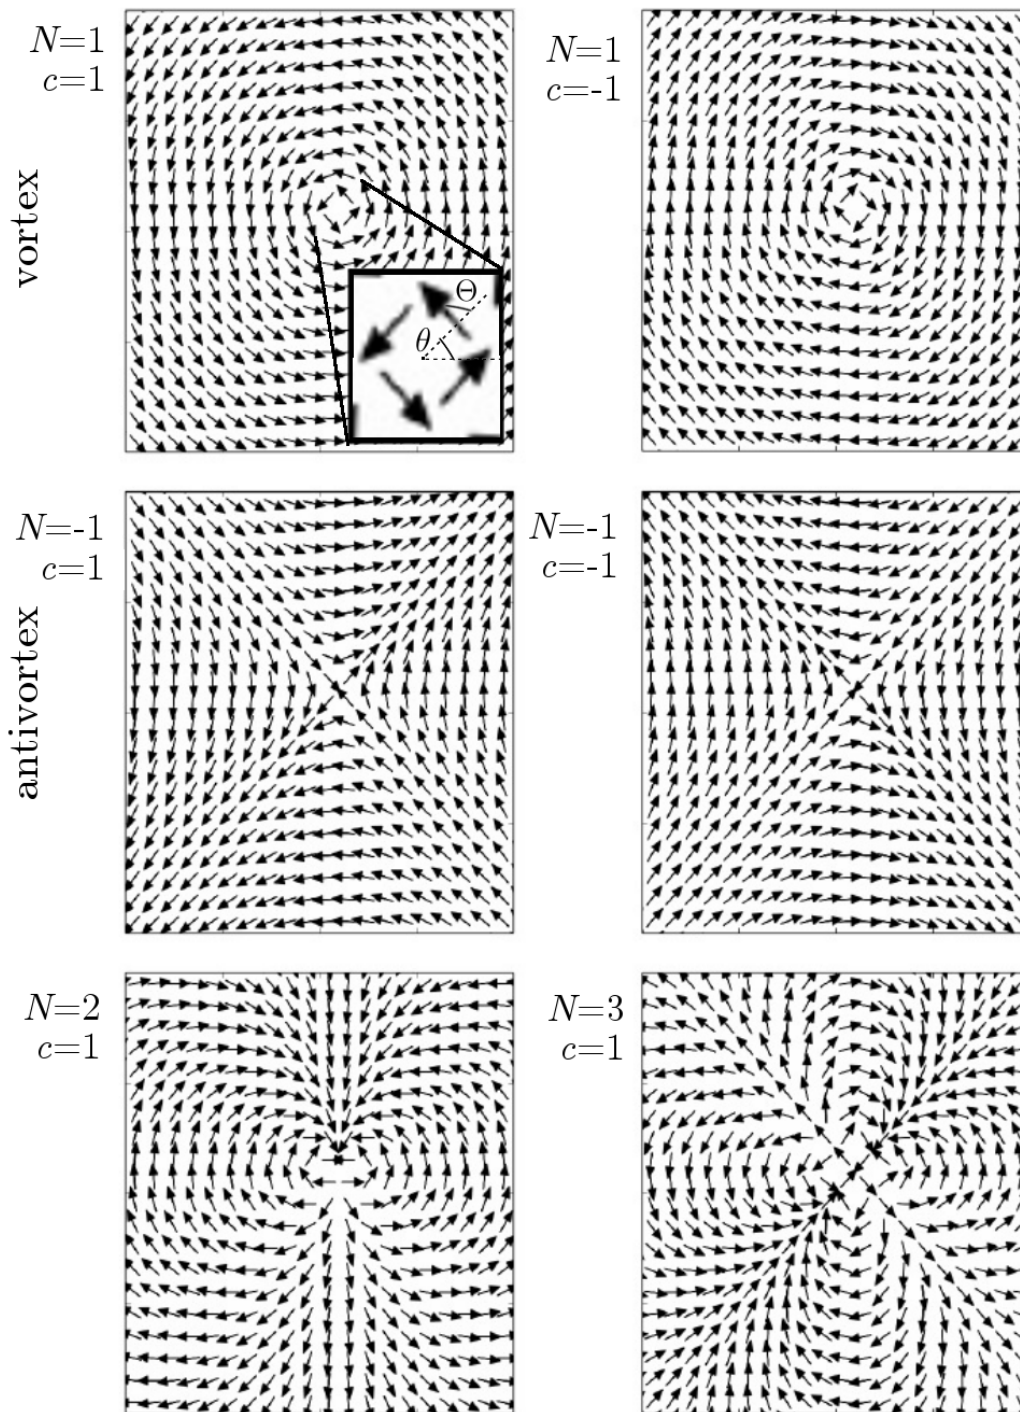 N=1
c=1
N=1
c=-1
vortex
Θ
θ
N=-1
c=1
N=-1
c=-1
antivortex
N=2
c=1
N=3
c=1